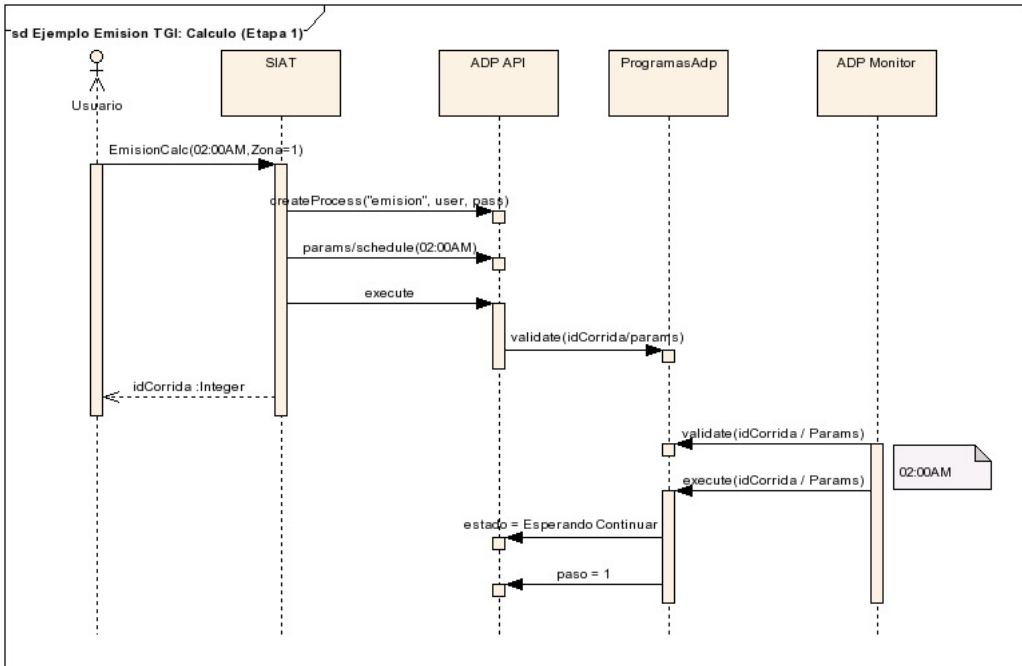 sd Ejemplo Emision TGI: Calculo (Etapa 1)
Usuario
SIAT
ADP API
ProgramasAdp
ADP Monitor
EmisionCalc(02:00AM,Zona=1)
createProcess("emision", user, pass)
params/schedule(02:00AM)
execute
validate(idCorrida/params)
idCorrida :Integer
validate(idCorrida / Params)
02:00AM
execute(idCorrida / Params)
estado = Esperando Continuar
paso = 1